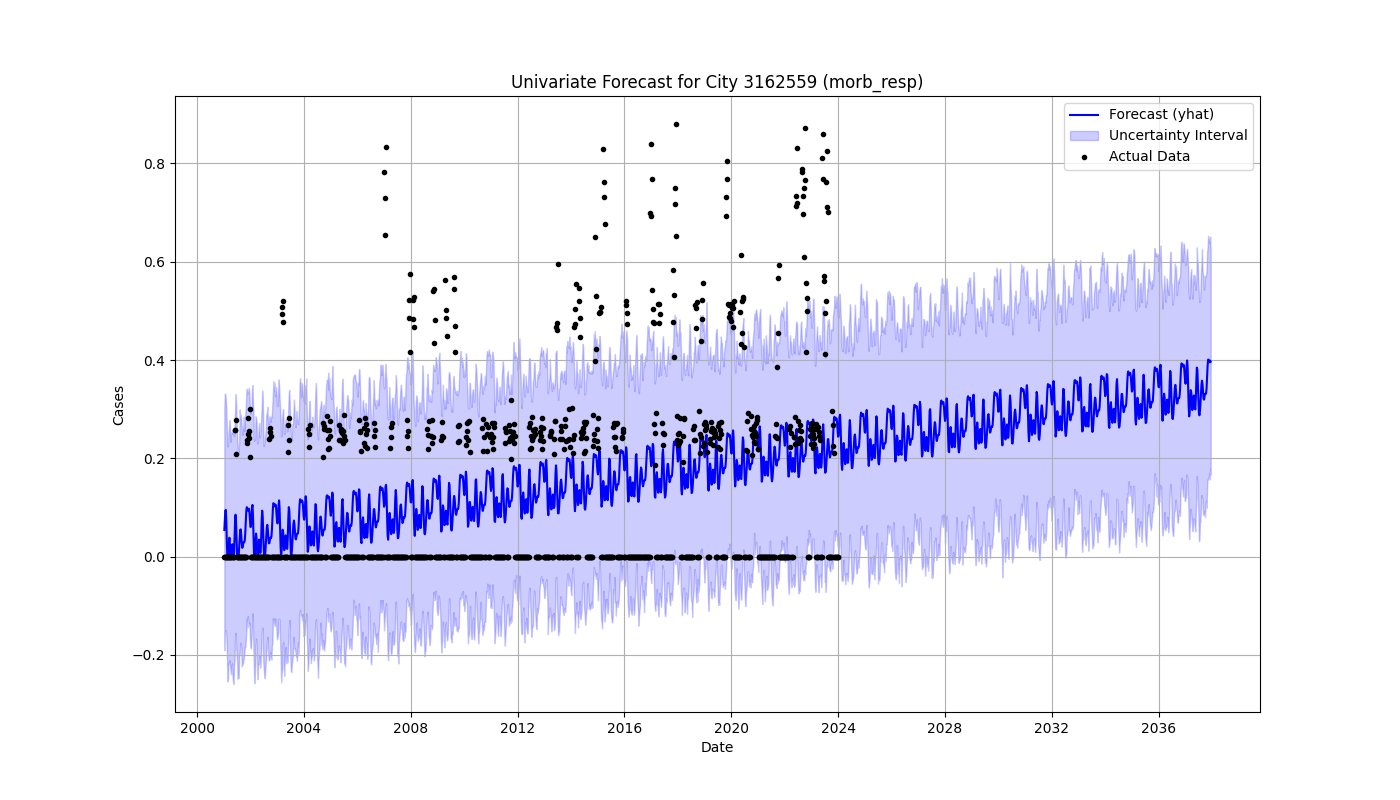 Univariate Forecast for City 3162559 (morb_resp)
Forecast (yhat)
Uncertainty Interval
Actual Data
Cases
0.8
0.6
0.4
0.2
0.0
−0.2
2000 2004 2008 2012 2016 2020 2024 2028 2032 2036
Date